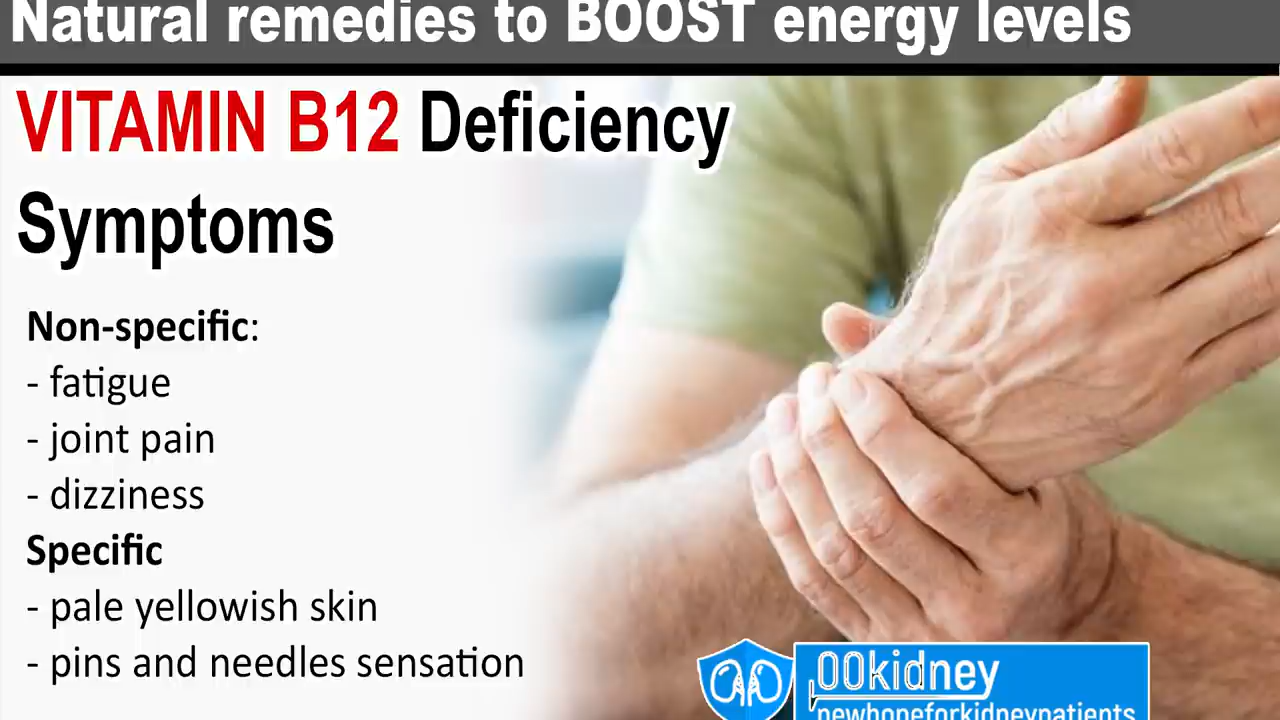 Natural remedies to BOOST energy levels
VITAMIN B12 Deficiency
Symptoms
Non-specific:
- fatigue
- joint pain
- dizziness
Specific
- pale yellowish skin
- pins and needles sensation
00kidney
newhopeforkidneypatients